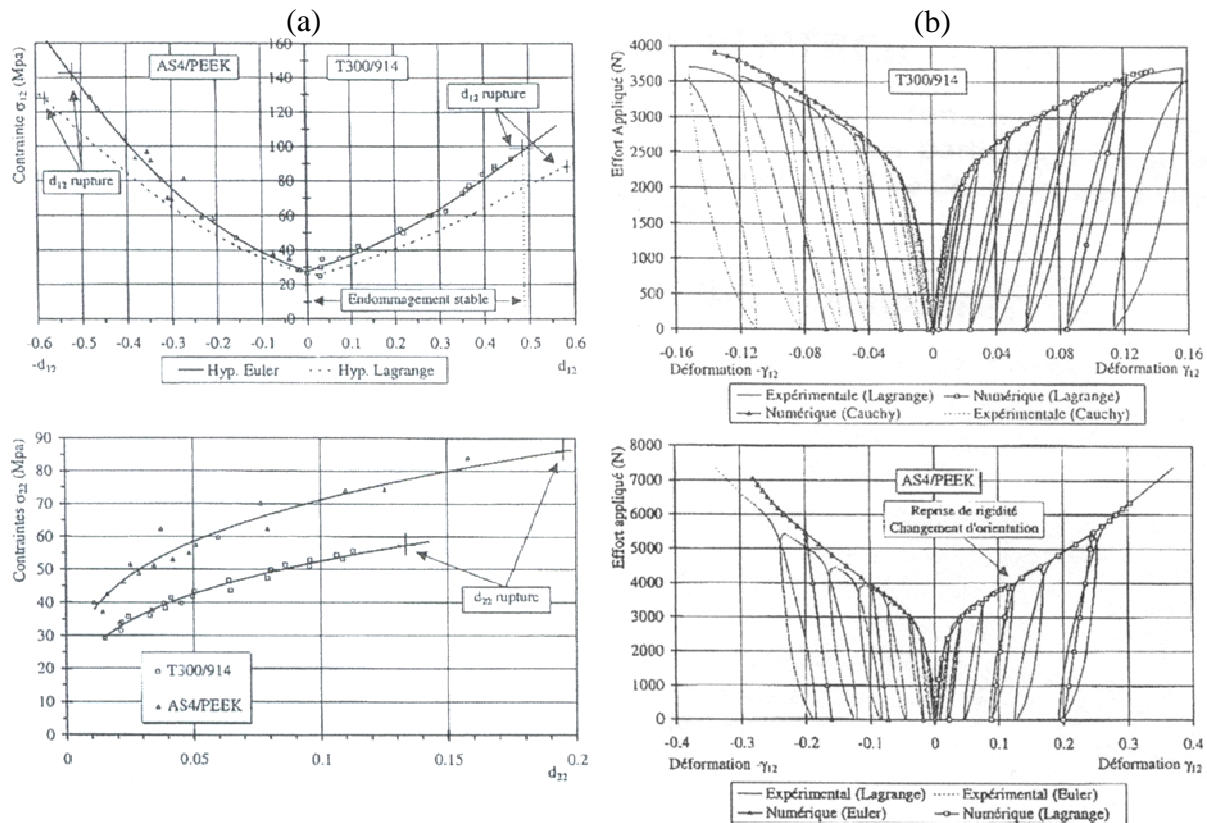 (a)
(b)
Contrainte σ12 (Mpa)
160
140
120
100
80
60
40
20
0
AS4/PEEK
T300/914
d12 rupture
d12 rupture
Endommagement stable
-0.6 -0.5 -0.4 -0.3 -0.2 -0.1 0 0.1 0.2 0.3 0.4 0.5 0.6
-d12
d12
Hyp. Euler
Hyp. Lagrange
Effort Appliqué (N)
4000
3500
3000
2500
2000
1500
1000
500
0
T300/914
-0.16 -0.12 -0.08 -0.04 0 0.04 0.08 0.12 0.16
Déformation -γ12
Déformation γ12
Expérimentale (Lagrange)
Numérique (Lagrange)
Numérique (Cauchy)
Expérimentale (Cauchy)
Contraintes σ22 (Mpa)
90
80
70
60
50
40
30
20
10
0
d22 rupture
T300/914
AS4/PEEK
0 0.05 0.1 0.15 0.2
d22
Effort appliqué (N)
8000
7000
6000
5000
4000
3000
2000
1000
0
AS4/PEEK
Reprise de rigidité
Changement d'orientation
-0.4 -0.3 -0.2 -0.1 0 0.1 0.2 0.3 0.4
Déformation -γ12
Déformation γ12
Expérimental (Lagrange)
Expérimental (Euler)
Numérique (Euler)
Numérique (Lagrange)